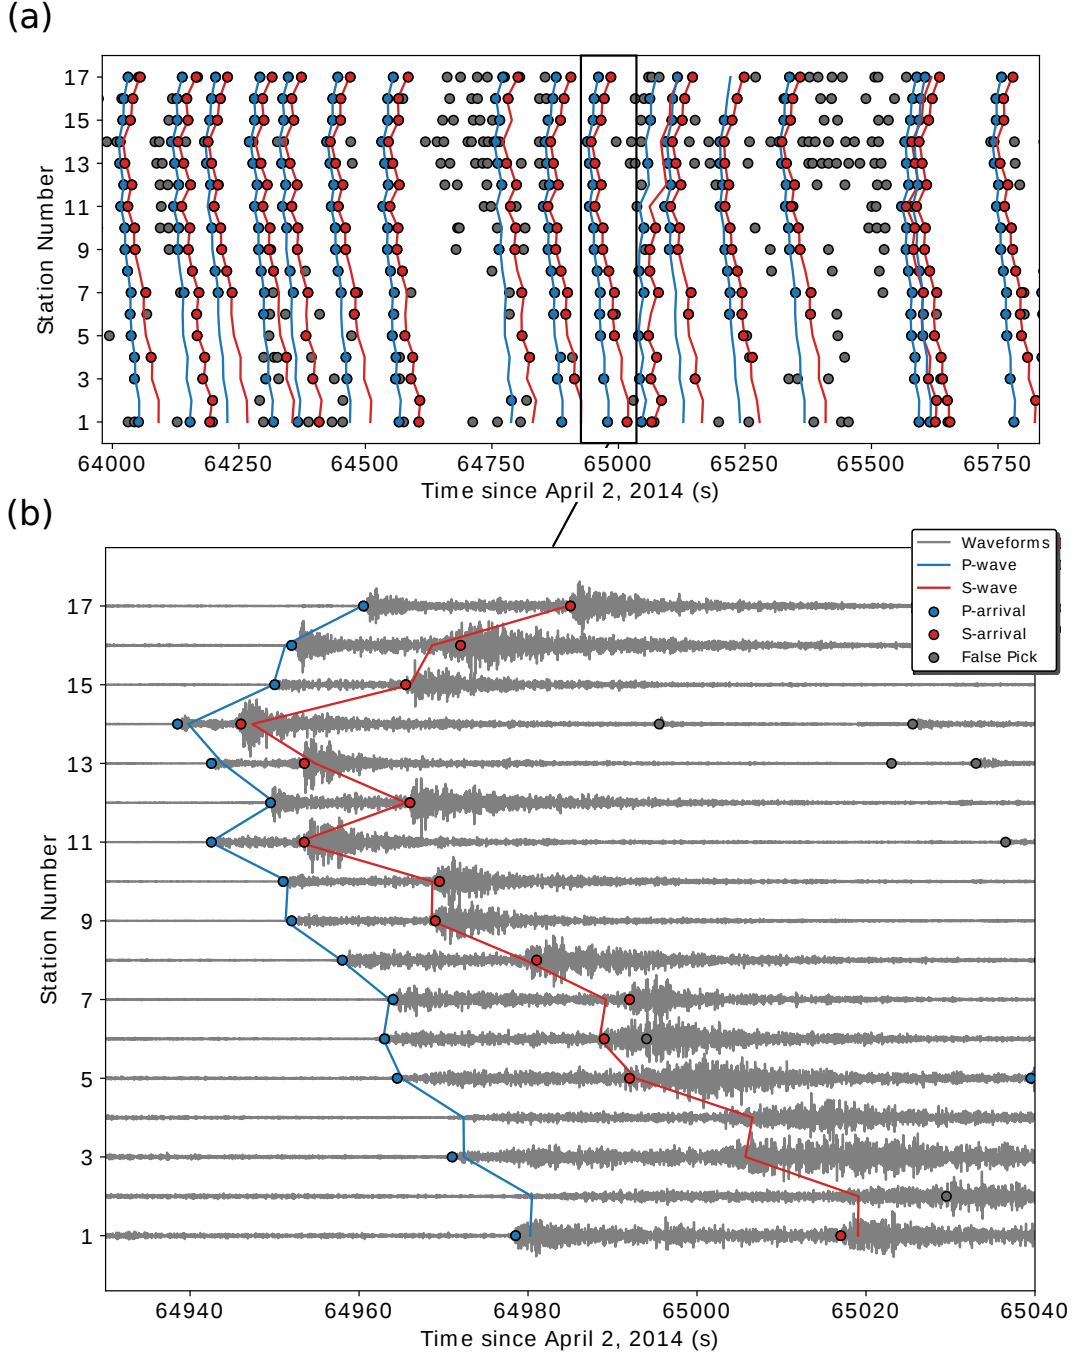 (a)
17
15
13
11
9
7
5
3
1
Station Number
64000 64250 64500 64750 65000 65250 65500 65750
Time since April 2, 2014 (s)
(b)
Waveforms
P-wave
S-wave
P-arrival
S-arrival
False Pick
17
15
13
11
9
7
5
3
1
Station Number
64940 64960 64980 65000 65020 65040
Time since April 2, 2014 (s)